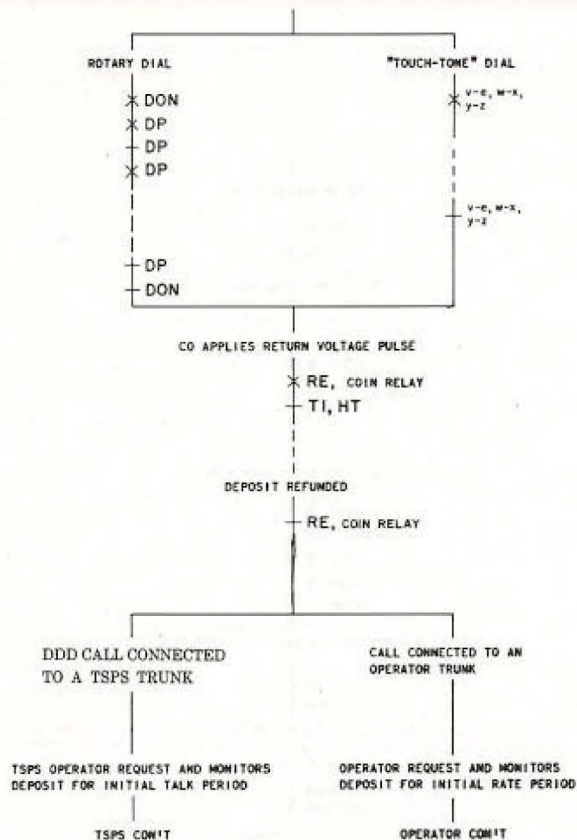 ROTARY DIAL
"TOUCH-TONE" DIAL
DON
DP
DP
DP
DP
DON
v-e, w-x,
y-z
v-e, w-x,
y-z
CO APPLIES RETURN VOLTAGE PULSE
RE, COIN RELAY
TI, HT
DEPOSIT REFUNDED
RE, COIN RELAY
DDD CALL CONNECTED
TO A TSPS TRUNK
CALL CONNECTED TO AN
OPERATOR TRUNK
TSPS OPERATOR REQUEST AND MONITORS
DEPOSIT FOR INITIAL TALK PERIOD
OPERATOR REQUEST AND MONITORS
DEPOSIT FOR INITIAL RATE PERIOD
TSPS CON'T
OPERATOR CON'T